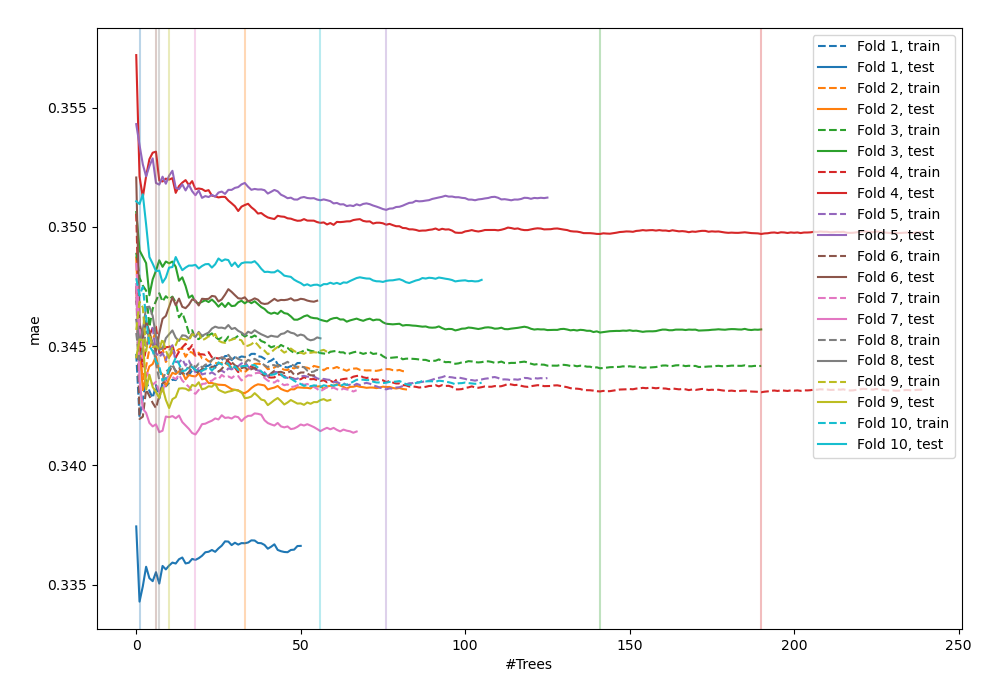 0.355
0.350
0.345
0.340
0.335
mae
0
50
100
150
200
250
#Trees
Fold 1, train
Fold 1, test
Fold 2, train
Fold 2, test
Fold 3, train
Fold 3, test
Fold 4, train
Fold 4, test
Fold 5, train
Fold 5, test
Fold 6, train
Fold 6, test
Fold 7, train
Fold 7, test
Fold 8, train
Fold 8, test
Fold 9, train
Fold 9, test
Fold 10, train
Fold 10, test